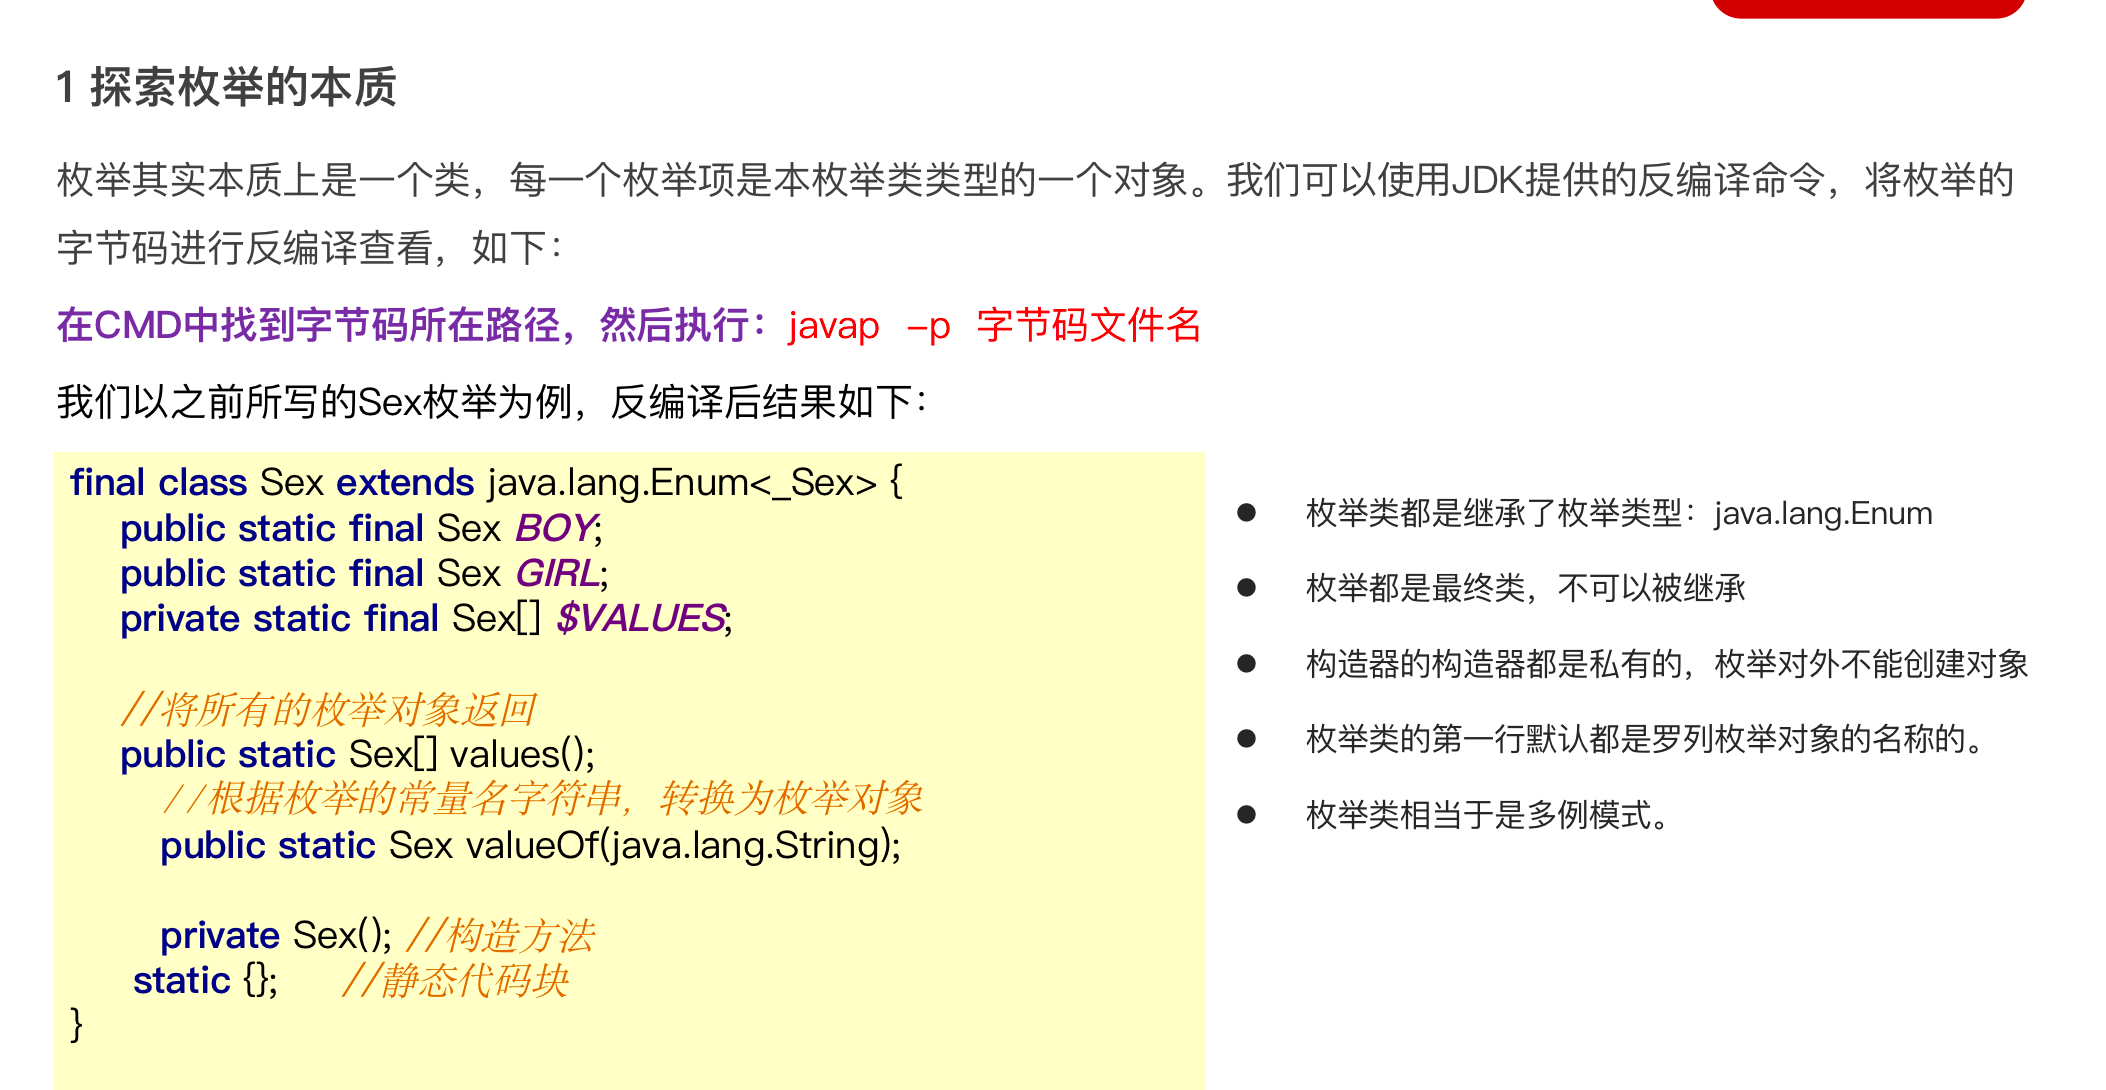 1 探索枚举的本质
枚举其实本质上是一个类，每一个枚举项是本枚举类类型的一个对象。我们可以使用JDK提供的反编译命令，将枚举的
字节码进行反编译查看，如下：
在CMD中找到字节码所在路径，然后执行：javap -p 字节码文件名
我们以之前所写的Sex枚举为例，反编译后结果如下：
final class Sex extends java.lang.Enum<_Sex> {
public static final Sex BOY;
public static final Sex GIRL;
private static final Sex[] $VALUES;
//将所有的枚举对象返回
public static Sex[] values();
//根据枚举的常量名字符串，转换为枚举对象
public static Sex valueOf(java.lang.String);
private Sex(); //构造方法
static {}; //静态代码块
}
● 枚举类都是继承了枚举类型：java.lang.Enum
● 枚举都是最终类，不可以被继承
● 构造器的构造器都是私有的，枚举对外不能创建对象
● 枚举类的第一行默认都是罗列枚举对象的名称的。
● 枚举类相当于是多例模式。